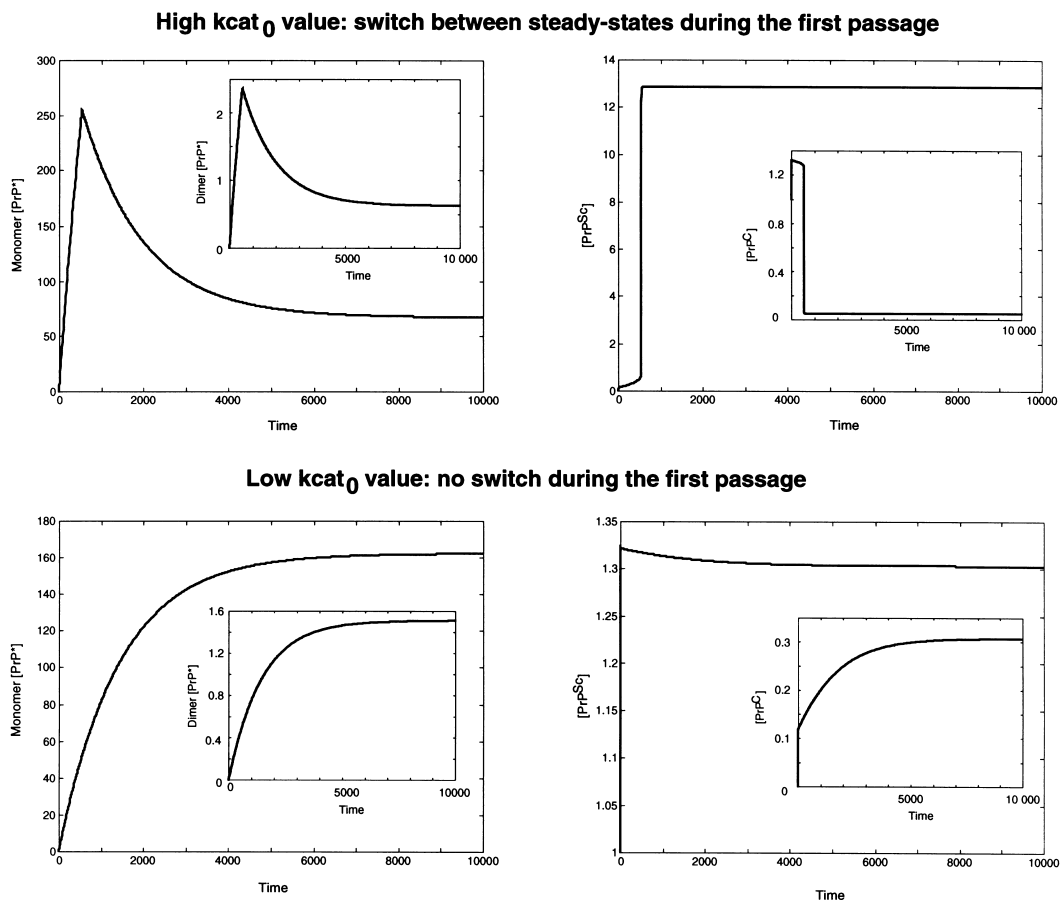 High kcat0 value: switch between steady-states during the first passage
300
250
200
150
100
50
0
Monomer [PrP*]
0 2000 4000 6000 8000 10000
Time
2
1
0
Dimer [PrP*]
5000 10 000
Time
14
12
10
8
6
4
2
0
[PrPSc]
0 2000 4000 6000 8000 10000
Time
1.2
0.8
0.4
0
[PrPC]
5000 10 000
Time
Low kcat0 value: no switch during the first passage
180
160
140
120
100
80
60
40
20
0
Monomer [PrP*]
0 2000 4000 6000 8000 10000
Time
1.6
1.2
0.8
0.4
0
Dimer [PrP*]
0 5000 10000
Time
1.35
1.3
1.25
1.2
1.15
1.1
1.05
1
[PrPSc]
0 2000 4000 6000 8000 10000
Time
0.3
0.2
0.1
0
[PrPC]
5000 10 000
Time